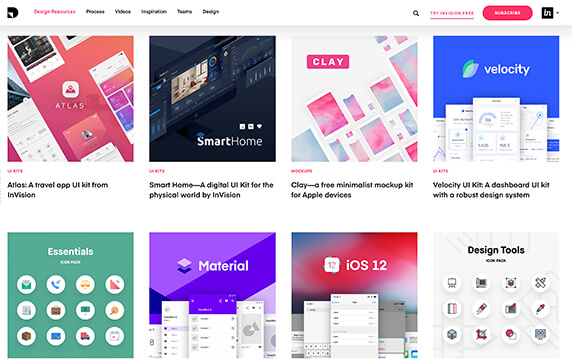 Design Resources Process Videos Inspiration Teams Design TRY INVISION FREE SUBSCRIBE in
ATLAS
SmartHome
CLAY
velocity
UI KITS
Atlas: A travel app UI kit from
InVision
UI KITS
Smart Home—A digital UI Kit for the
physical world by InVision
MOCKUPS
Clay—a free minimalist mockup kit
for Apple devices
UI KITS
Velocity UI Kit: A dashboard UI kit
with a robust design system
Essentials
ICON PACK
Material
12 iOS 12
Design Tools
ICON PACK